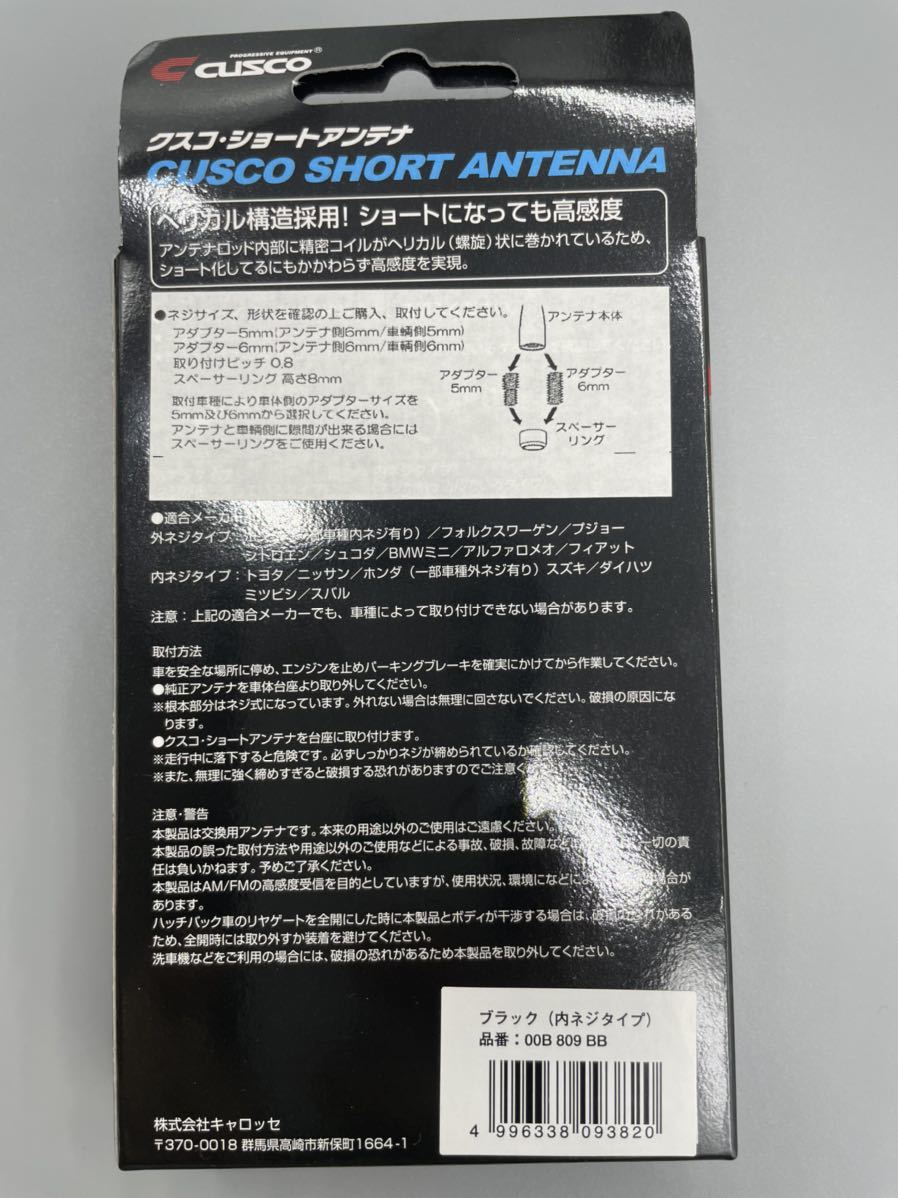 PROGRESSIVE EQUIPMENT®
CUSCO
クスコ・ショートアンテナ
CUSCO SHORT ANTENNA
ヘリカル構造採用! ショートになっても高感度
アンテナロッド内部に精密コイルがヘリカル（螺旋）状に巻かれているため、
ショート化してるにもかかわらず高感度を実現。
●ネジサイズ、形状を確認の上ご購入、取付してください。
アダプター5mm(アンテナ側6mm/車輌側5mm)
アダプター6mm(アンテナ側6mm/車輌側6mm)
取り付けピッチ 0.8
スペーサーリング 高さ8mm
取付車種により車体側のアダプターサイズを
5mm及び6mmから選択してください。
アンテナと車輌側に隙間が出来る場合には
スペーサーリングをご使用ください。
アンテナ本体
アダプター
5mm
アダプター
6mm
スペーサー
リング
●適合メーカ
外ネジタイプ： 部車種内ネジ有り）／フォルクスワーゲン／プジョー
シトロエン／シュコダ／BMWミニ／アルファロメオ／フィアット
内ネジタイプ：トヨタ／ニッサン／ホンダ（一部車種外ネジ有り）スズキ／ダイハツ
ミツビシ／スバル
注意：上記の適合メーカーでも、車種によって取り付けできない場合があります。
取付方法
車を安全な場所に停め、エンジンを止めパーキングブレーキを確実にかけてから作業してください。
●純正アンテナを車体台座より取り外してください。
※根本部分はネジ式になっています。外れない場合は無理に回さないでください。破損の原因にな
ります。
●クスコ・ショートアンテナを台座に取り付けます。
※走行中に落下すると危険です。必ずしっかりネジが締められているか確認してください。
※また、無理に強く締めすぎると破損する恐れがありますのでご注意く
注意・警告
本製品は交換用アンテナです。本来の用途以外のご使用はご遠慮ください。
本製品の誤った取付方法や用途以外のご使用などによる事故、破損、故障など 一切の責
任は負いかねます。予めご了承ください。
本製品はAM/FMの高感度受信を目的としていますが、使用状況、環境になどによ 場合が
あります。
ハッチバック車のリヤゲートを全開にした時に本製品とボディが干渉する場合は、破損の恐れがある
ため、全開時には取り外すか装着を避けてください。
洗車機などをご利用の場合には、破損の恐れがあるため本製品を取り外してください。
ブラック（内ネジタイプ）
品番：00B 809 BB
4 996338 093820
株式会社キャロッセ
〒370-0018 群馬県高崎市新保町1664-1